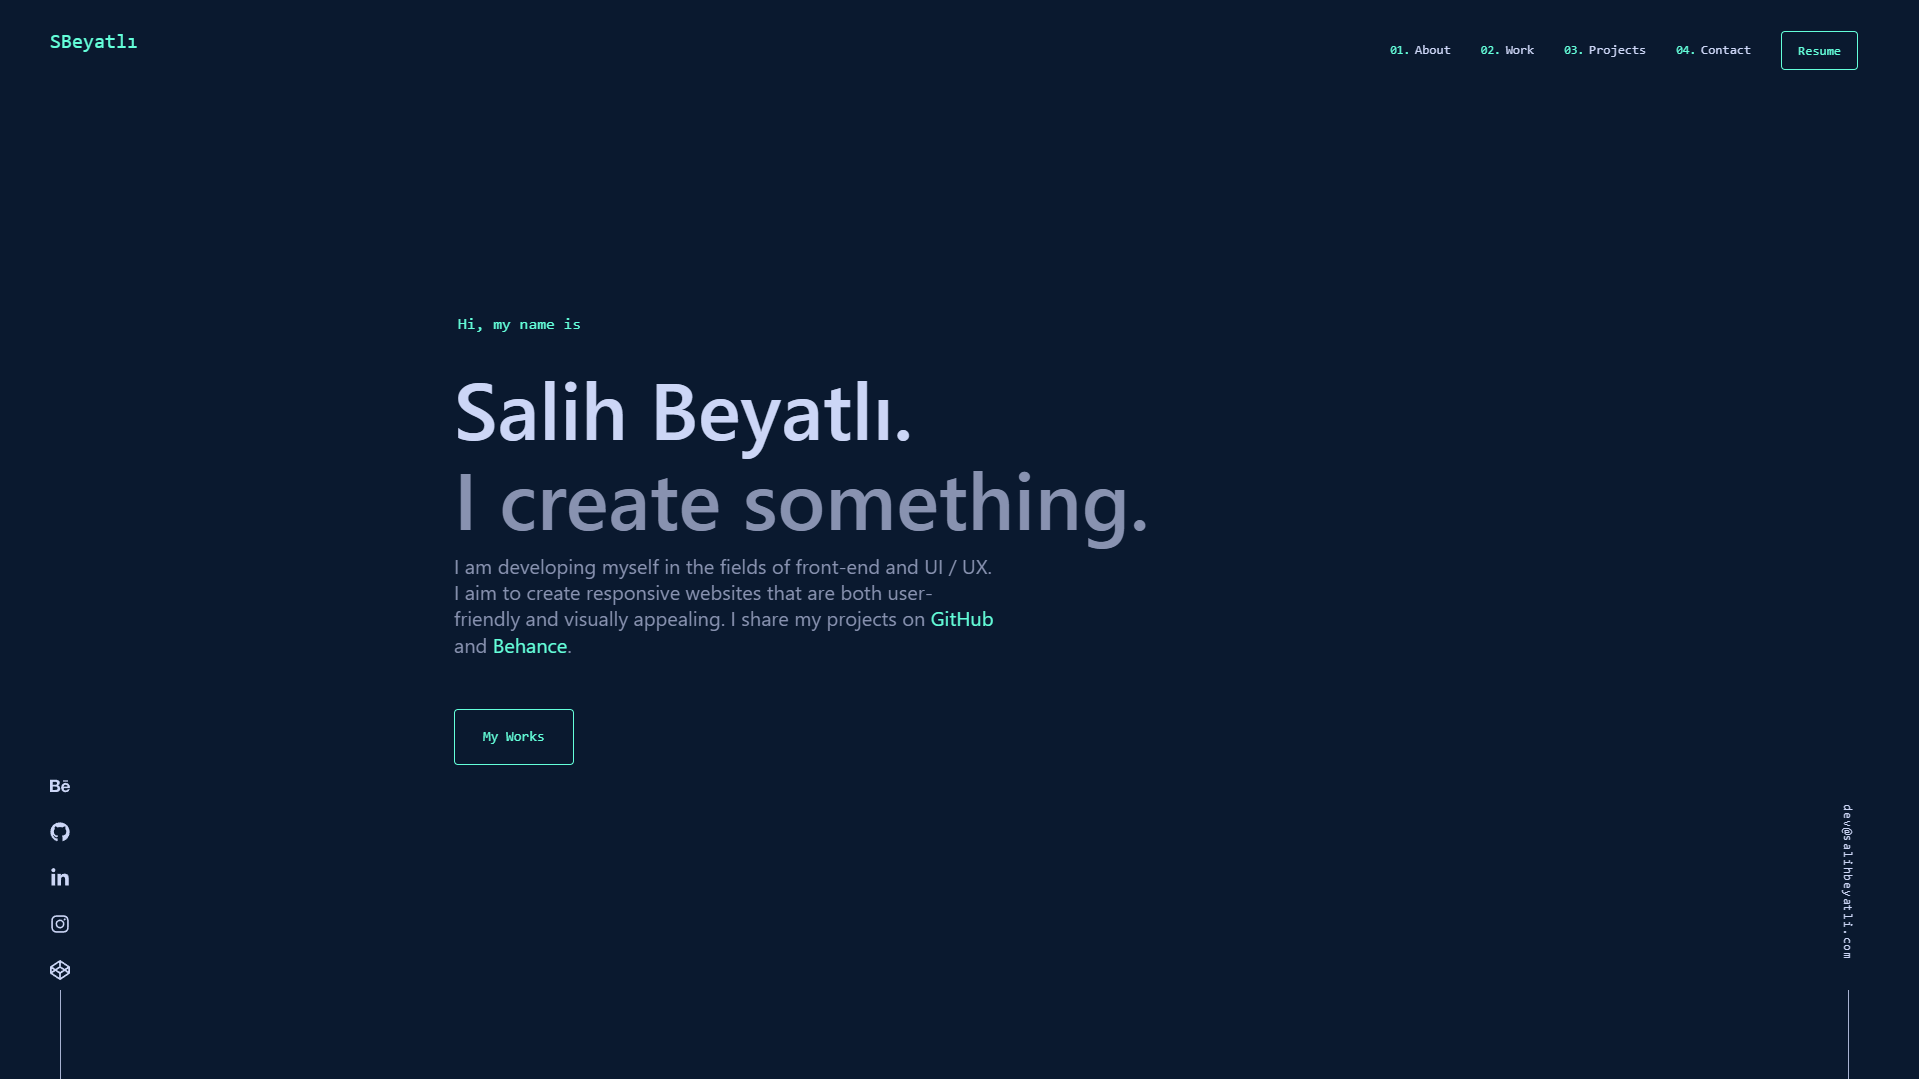 SBeyatlı
01. About
02. Work
03. Projects
04. Contact
Resume
Hi, my name is
Salih Beyatlı.
I create something.
I am developing myself in the fields of front-end and UI / UX.
I aim to create responsive websites that are both user-
friendly and visually appealing. I share my projects on GitHub
and Behance.
My Works
Bē
in
dev@salihbeyatli.com